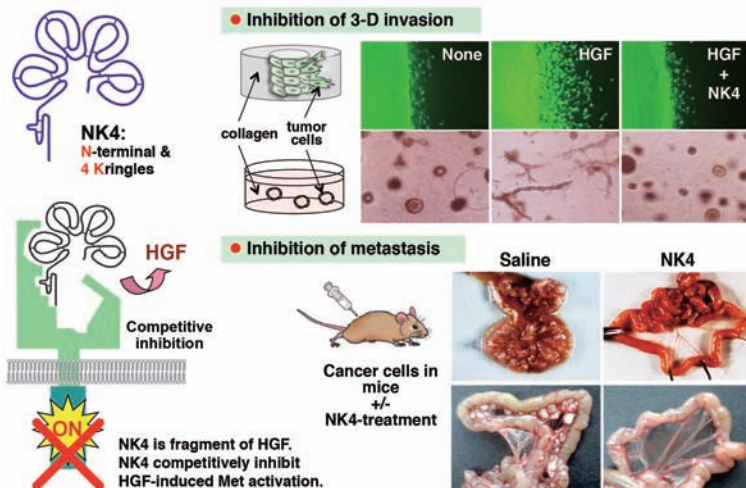 NK4:
N-terminal &
4 Kringles
HGF
Competitive
inhibition
ON
NK4 is fragment of HGF.
NK4 competitively inhibit
HGF-induced Met activation.
Inhibition of 3-D invasion
collagen
tumor
cells
None
HGF
HGF
+
NK4
Inhibition of metastasis
Cancer cells in
mice
+/-
NK4-treatment
Saline
NK4